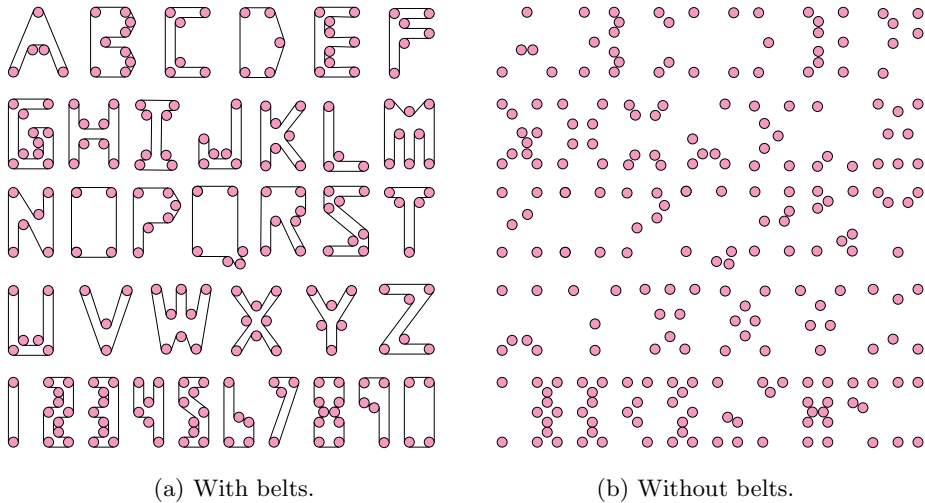 ABCDEF
GHIJKLM
NOPQRST
UVWXYZ
1234567890
(a) With belts.
(b) Without belts.